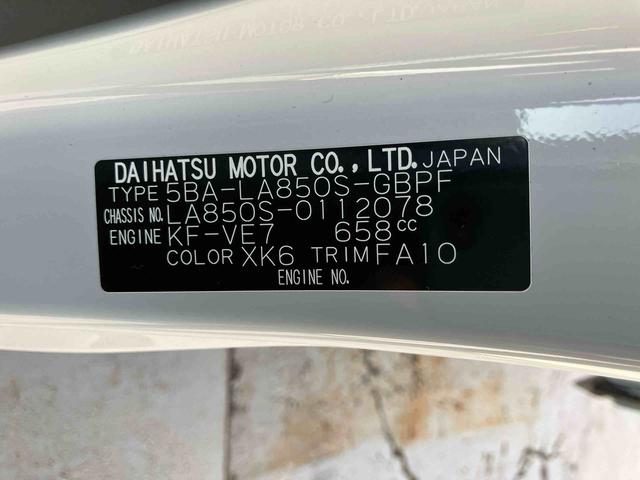 DAIHATSU MOTOR CO., LTD. JAPAN
TYPE 5BA-LA850S-GBPF
CHASSIS NO. LA850S-0112078
ENGINE KF-VE7 658cc
COLOR XK6 TRIM FA10
ENGINE NO.